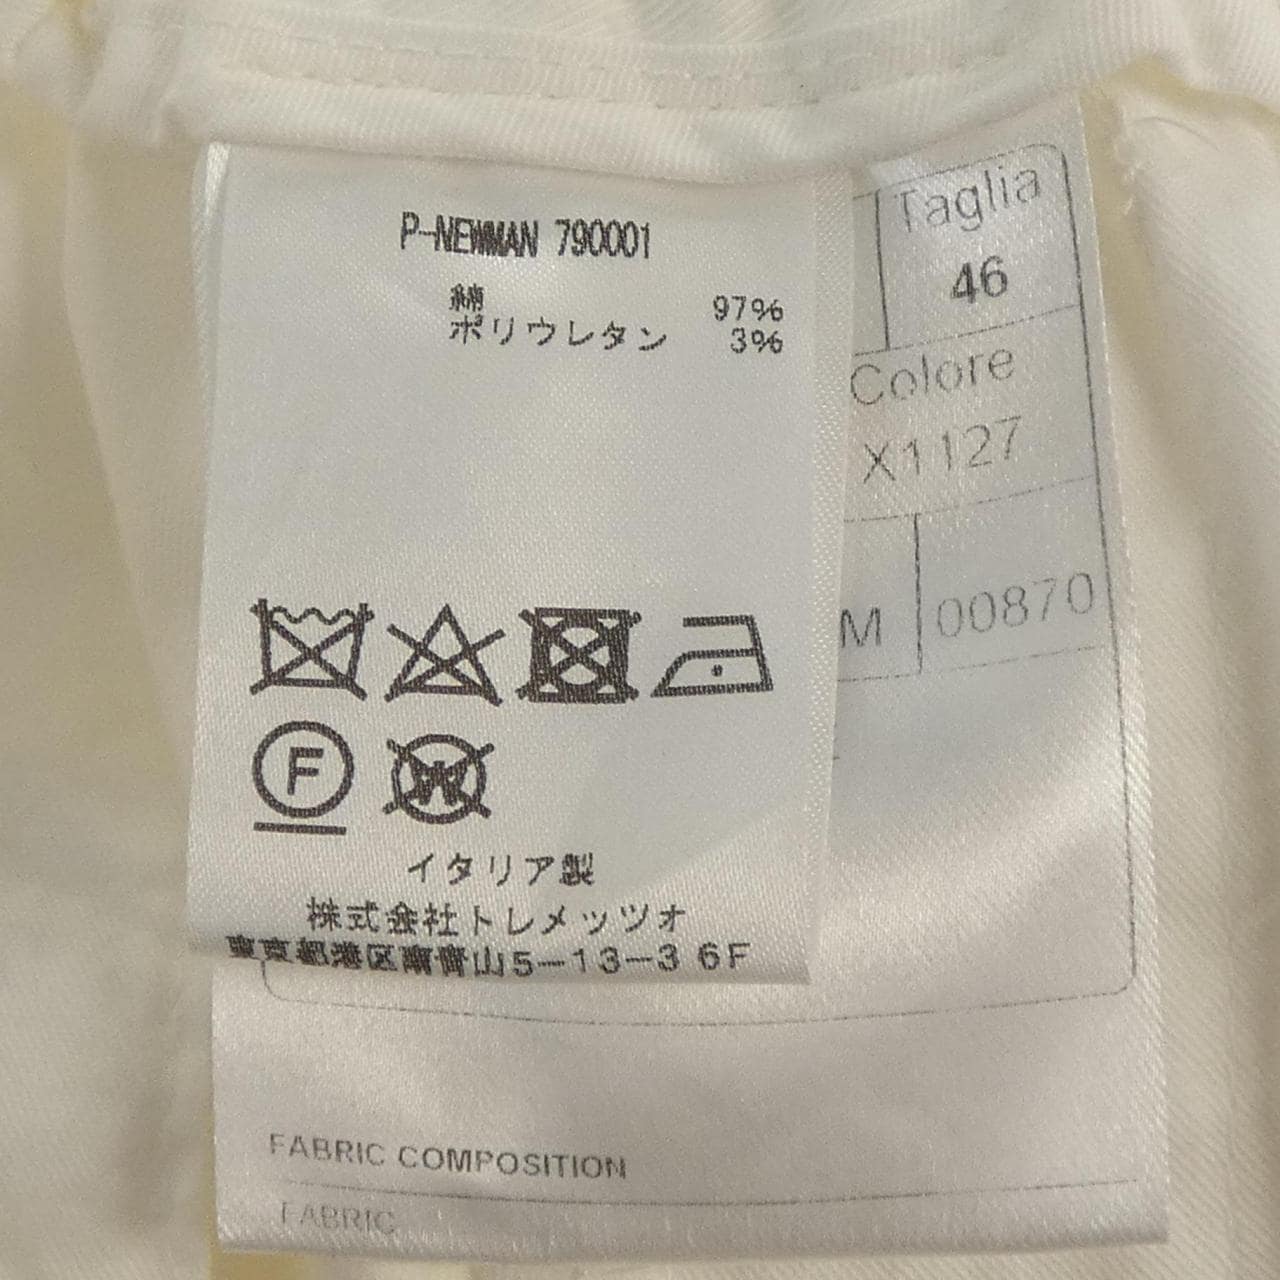 P-NEWMAN 790001
綿 97%
ポリウレタン 3%
F
W
イタリア製
株式会社トレメッツォ
東京都港区南青山5-13-3 6F
Taglia
46
Colore
X1127
M 00870
FABRIC COMPOSITION
FABRIC